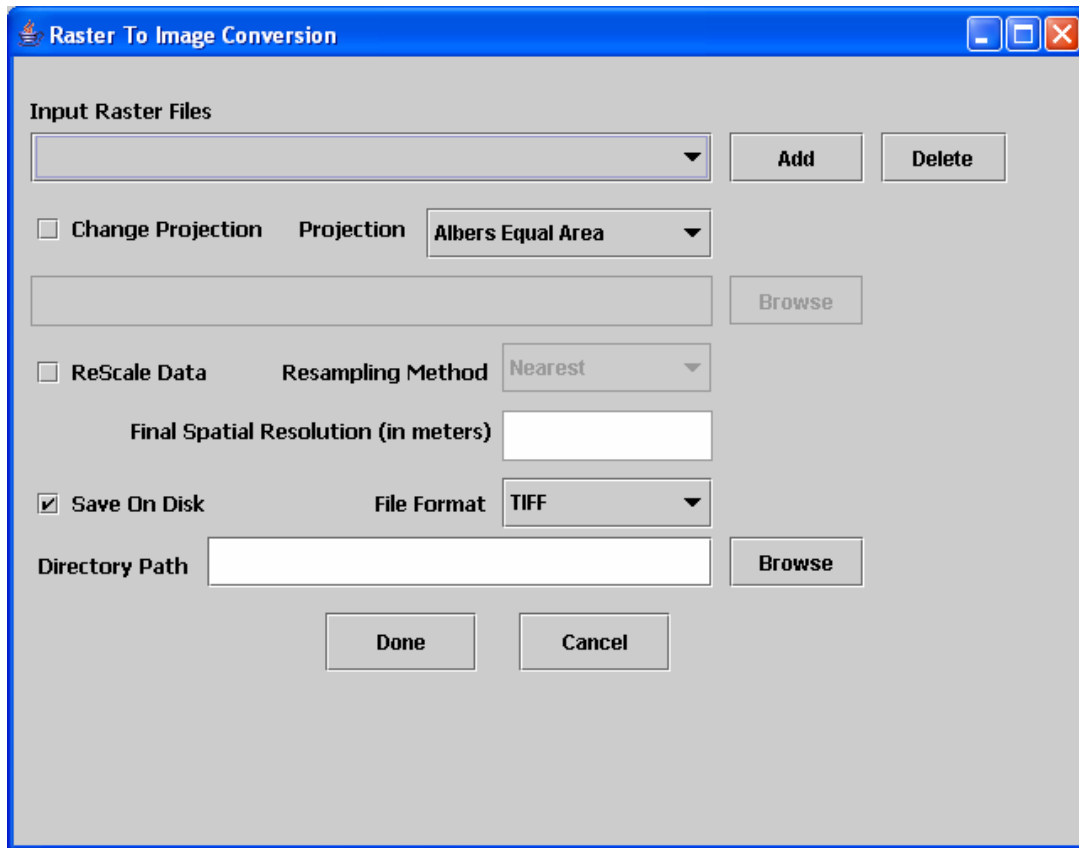 Raster To Image Conversion
Input Raster Files
Add Delete
Change Projection Projection Albers Equal Area
Browse
ReScale Data Resampling Method Nearest
Final Spatial Resolution (in meters)
Save On Disk File Format TIFF
Directory Path Browse
Done Cancel